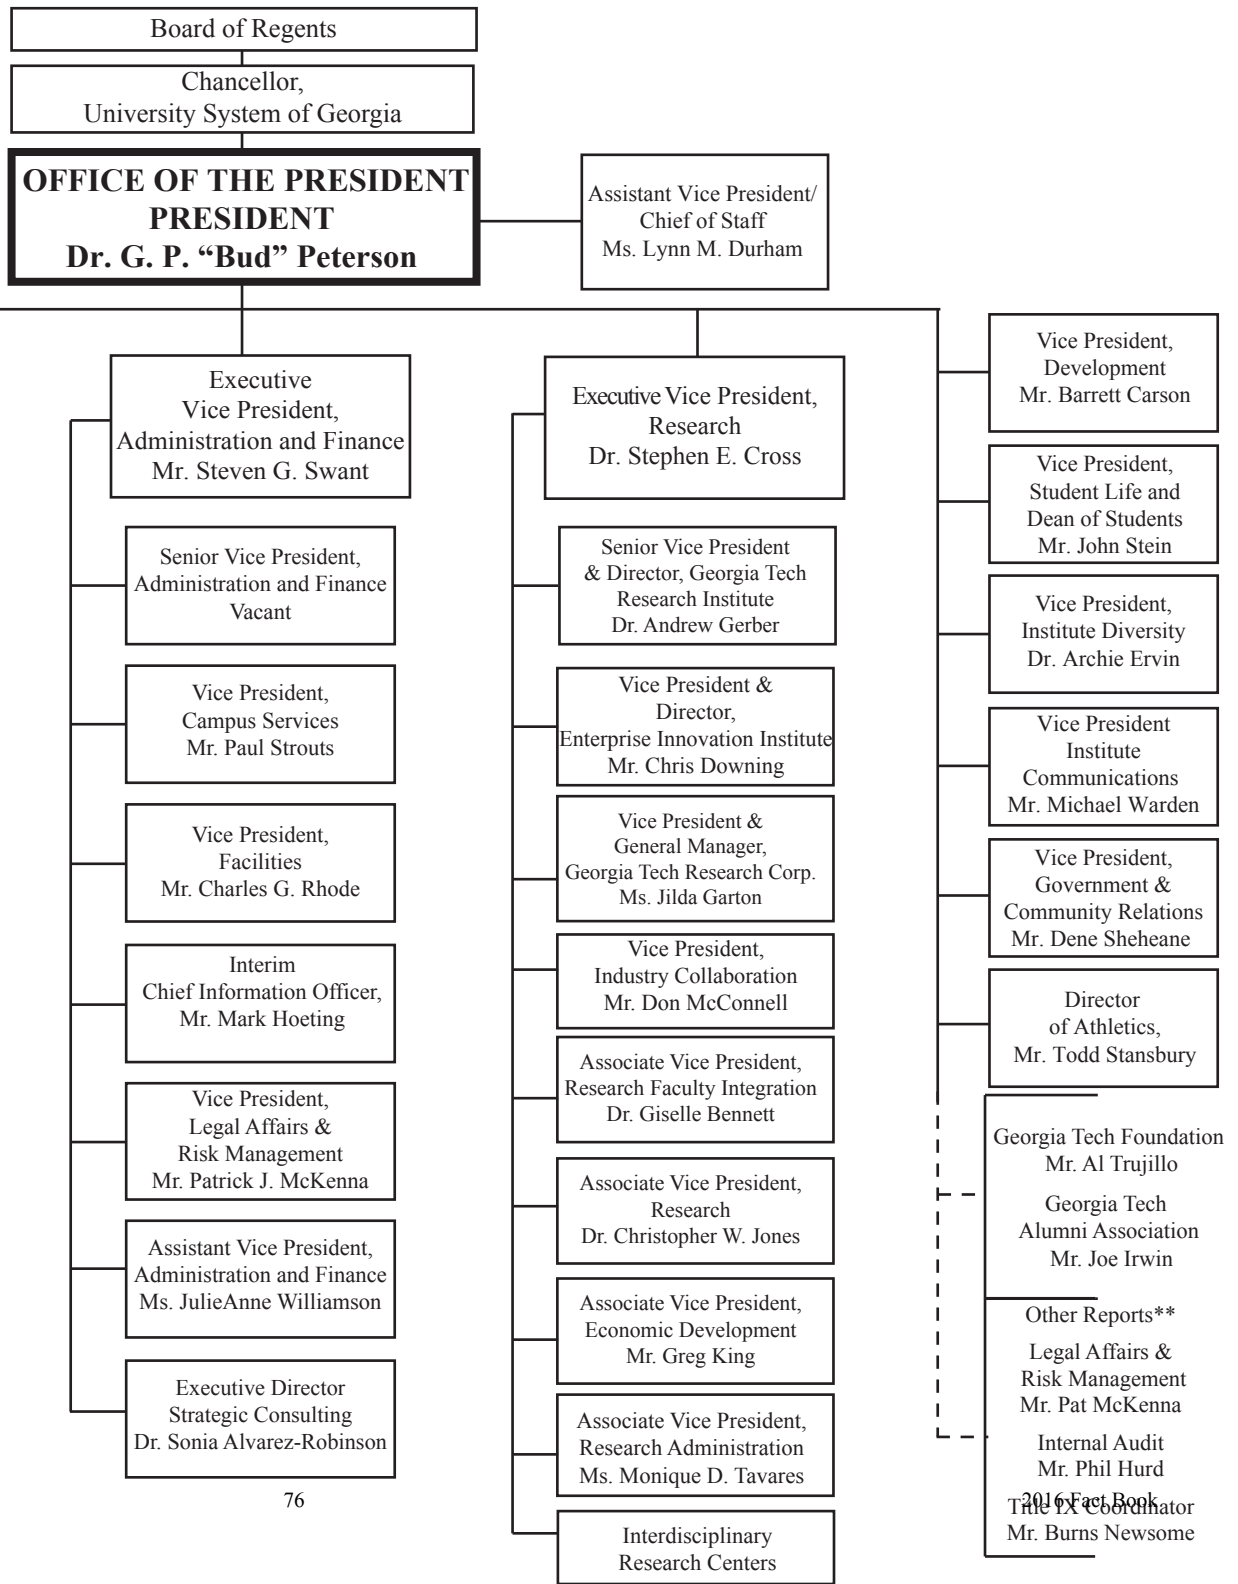 Board of Regents
Chancellor,
University System of Georgia
OFFICE OF THE PRESIDENT
PRESIDENT
Dr. G. P. “Bud” Peterson
Assistant Vice President/
Chief of Staff
Ms. Lynn M. Durham
Executive
Vice President,
Administration and Finance
Mr. Steven G. Swant
Senior Vice President,
Administration and Finance
Vacant
Vice President,
Campus Services
Mr. Paul Strouts
Vice President,
Facilities
Mr. Charles G. Rhode
Interim
Chief Information Officer,
Mr. Mark Hoeting
Vice President,
Legal Affairs &
Risk Management
Mr. Patrick J. McKenna
Assistant Vice President,
Administration and Finance
Ms. JulieAnne Williamson
Executive Director
Strategic Consulting
Dr. Sonia Alvarez-Robinson
Executive Vice President,
Research
Dr. Stephen E. Cross
Senior Vice President
& Director, Georgia Tech
Research Institute
Dr. Andrew Gerber
Vice President &
Director,
Enterprise Innovation Institute
Mr. Chris Downing
Vice President &
General Manager,
Georgia Tech Research Corp.
Ms. Jilda Garton
Vice President,
Industry Collaboration
Mr. Don McConnell
Associate Vice President,
Research Faculty Integration
Dr. Giselle Bennett
Associate Vice President,
Research
Dr. Christopher W. Jones
Associate Vice President,
Economic Development
Mr. Greg King
Associate Vice President,
Research Administration
Ms. Monique D. Tavares
Interdisciplinary
Research Centers
Vice President,
Development
Mr. Barrett Carson
Vice President,
Student Life and
Dean of Students
Mr. John Stein
Vice President,
Institute Diversity
Dr. Archie Ervin
Vice President
Institute
Communications
Mr. Michael Warden
Vice President,
Government &
Community Relations
Mr. Dene Sheheane
Director
of Athletics,
Mr. Todd Stansbury
Georgia Tech Foundation
Mr. Al Trujillo
Georgia Tech
Alumni Association
Mr. Joe Irwin
Other Reports**
Legal Affairs &
Risk Management
Mr. Pat McKenna
Internal Audit
Mr. Phil Hurd
Title IX Coordinator
Mr. Burns Newsome
76
2016 Fact Book